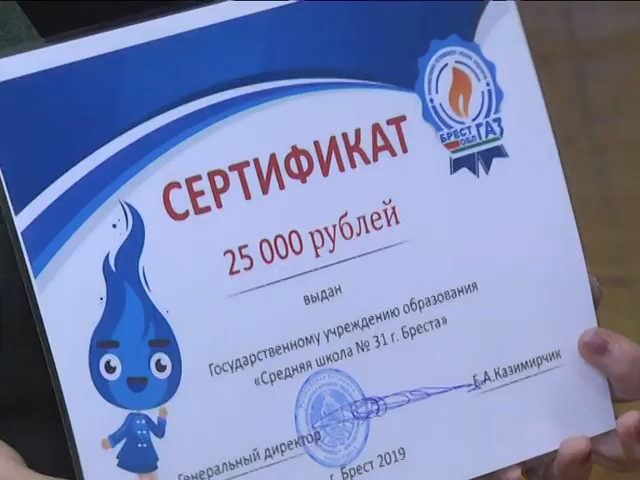 БРЕСТ
ОБЛ ГАЗ
СЕРТИФИКАТ
25 000 рублей
выдан
Государственному учреждению образования
«Средняя школа № 31 г. Бреста»
Генеральный директор
Г.А.Казимирчик
г. Брест 2019